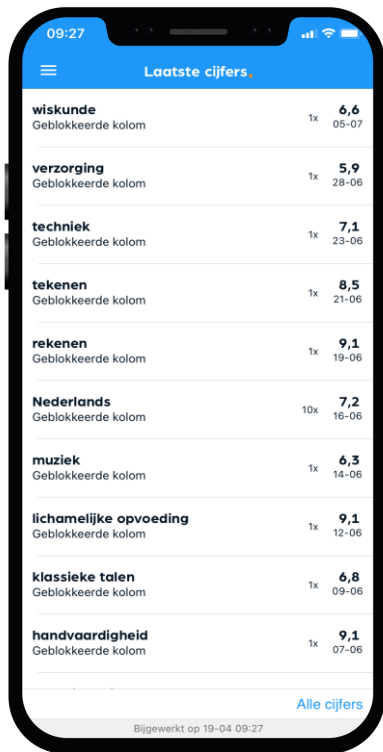 09:27
Laatste cijfers.
wiskunde
Geblokkeerde kolom
1x
6,6
05-07
verzorging
Geblokkeerde kolom
1x
5,9
28-06
techniek
Geblokkeerde kolom
1x
7,1
23-06
tekenen
Geblokkeerde kolom
1x
8,5
21-06
rekenen
Geblokkeerde kolom
1x
9,1
19-06
Nederlands
Geblokkeerde kolom
10x
7,2
16-06
muziek
Geblokkeerde kolom
1x
6,3
14-06
lichamelijke opvoeding
Geblokkeerde kolom
1x
9,1
12-06
klassieke talen
Geblokkeerde kolom
1x
6,8
09-06
handvaardigheid
Geblokkeerde kolom
1x
9,1
07-06
Alle cijfers
Bijgewerkt op 19-04 09:27